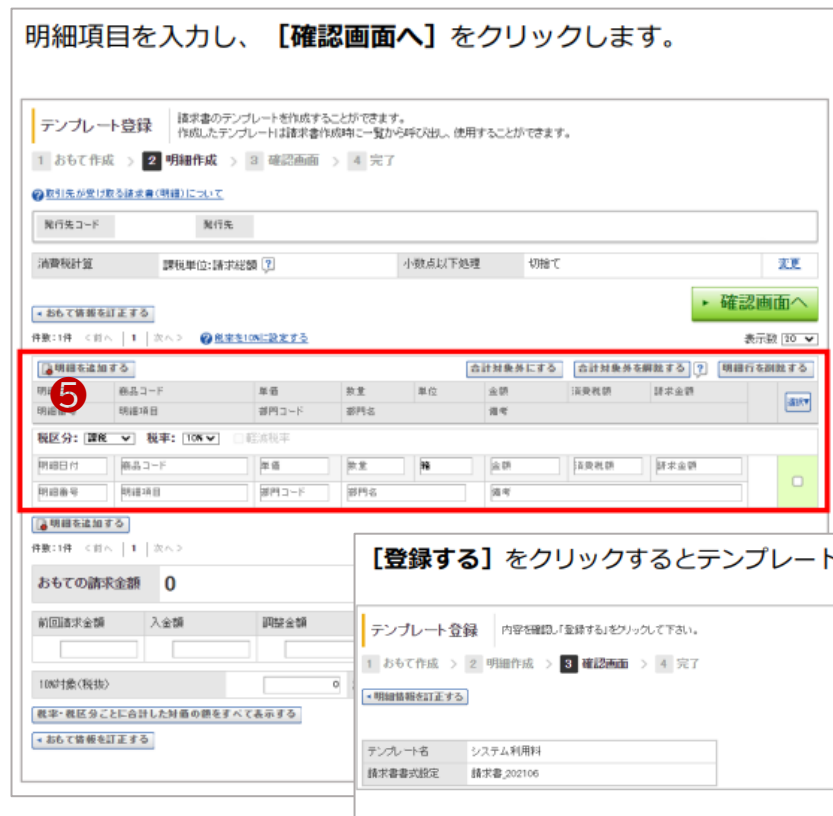 明細項目を入力し、［確認画面へ］をクリックします。
テンプレート登録
請求書のテンプレートを作成することができます。
作成したテンプレートは請求書作成時に一覧から呼び出し、使用することができます。
1 おもて作成 > 2 明細作成 > 3 確認画面 > 4 完了
取引先が受け取る請求書(明細)について
発行先コード 発行先
消費税計算 課税単位:請求総額 ? 小数点以下処理 切捨て 変更
確認画面へ
おもて情報を訂正する
件数:1件 <前へ | 1 | 次へ> ?税率を10%に設定する 表示数 20
明細を追加する 合計対象外にする 合計対象外を解除する ? 明細行を削除する
5
商品コード 単価 数量 単位 金額 消費税額 請求金額
明細番号 明細項目 部門コード 部門名 備考
選択▼
税区分: 課税 税率: 10% 軽減税率
明細日付 商品コード 単価 数量 箱 金額 消費税額 請求金額
明細番号 明細項目 部門コード 部門名 備考
明細を追加する
件数:1件 <前へ | 1 | 次へ>
おもての請求金額 0
前回請求金額 入金額 調整金額
10%対象(税抜) 0
税率・税区分ごとに合計した対価の額をすべて表示する
おもて情報を訂正する
［登録する］をクリックするとテンプレート
テンプレート登録
内容を確認し「登録する」をクリックして下さい。
1 おもて作成 > 2 明細作成 > 3 確認画面 > 4 完了
明細情報を訂正する
テンプレート名 システム利用料
請求書書式設定 請求書_202106